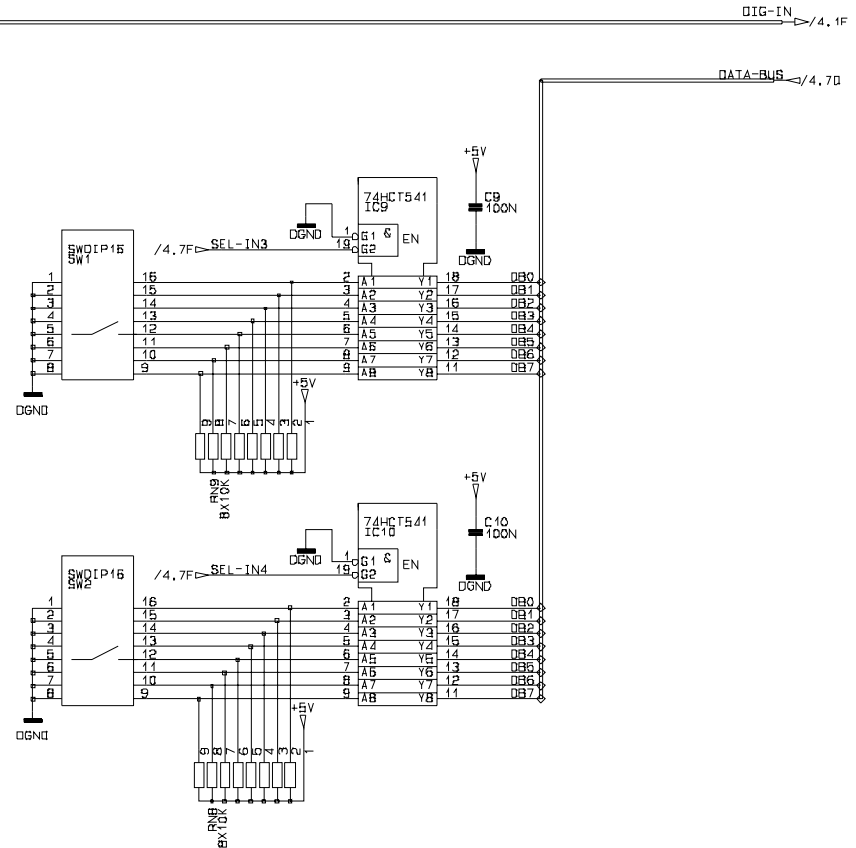 DIG-IN
/4.1F
DATA-BUS
/4.7D
+5V
74HCT541
IC9
C9
100N
DGND
1
G1 &
EN
19
G2
/4.7F
SEL-IN3
DGND
SWDIP16
SW1
1 16 2 A1 Y1 18 DB0
2 15 3 A2 Y2 17 DB1
3 14 4 A3 Y3 16 DB2
4 13 5 A4 Y4 15 DB3
5 12 6 A5 Y5 14 DB4
6 11 7 A6 Y6 13 DB5
7 10 8 A7 Y7 12 DB6
8 9 9 A8 Y8 11 DB7
+5V
DGND
9 8 7 6 5 4 3 2 1
RN9
8X10K
+5V
74HCT541
IC10
C10
100N
DGND
1
G1 &
EN
19
G2
/4.7F
SEL-IN4
DGND
SWDIP16
SW2
1 16 2 A1 Y1 18 DB0
2 15 3 A2 Y2 17 DB1
3 14 4 A3 Y3 16 DB2
4 13 5 A4 Y4 15 DB3
5 12 6 A5 Y5 14 DB4
6 11 7 A6 Y6 13 DB5
7 10 8 A7 Y7 12 DB6
8 9 9 A8 Y8 11 DB7
+5V
DGND
9 8 7 6 5 4 3 2 1
RN8
8X10K